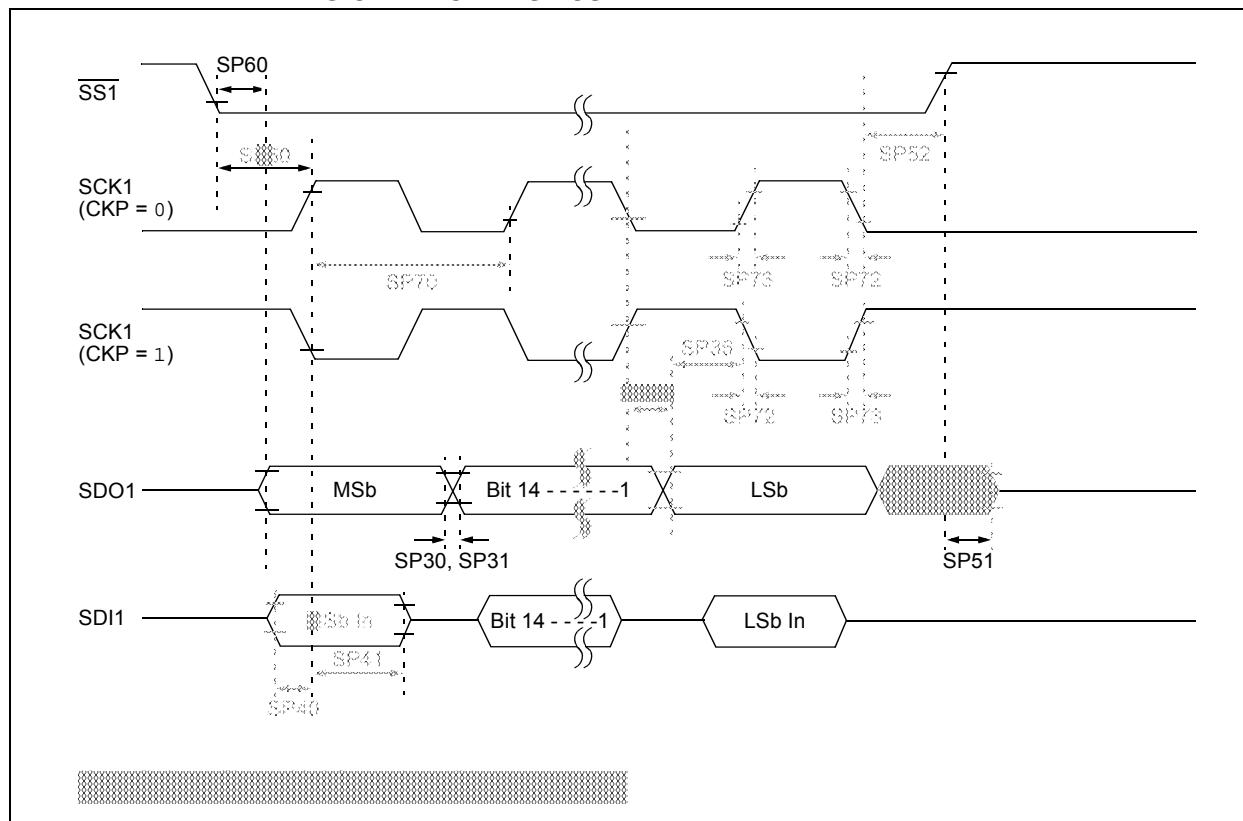 SP60
SS1
SP52
SCK1
(CKP = 0)
SP70
SP73
SP72
SCK1
(CKP = 1)
SP36
SP72
SP73
SDO1
MSb
Bit 14 - - - - - -1
LSb
SP30, SP31
SP51
SDI1
Bit 14 - - - -1
LSb In
SP41
SP40